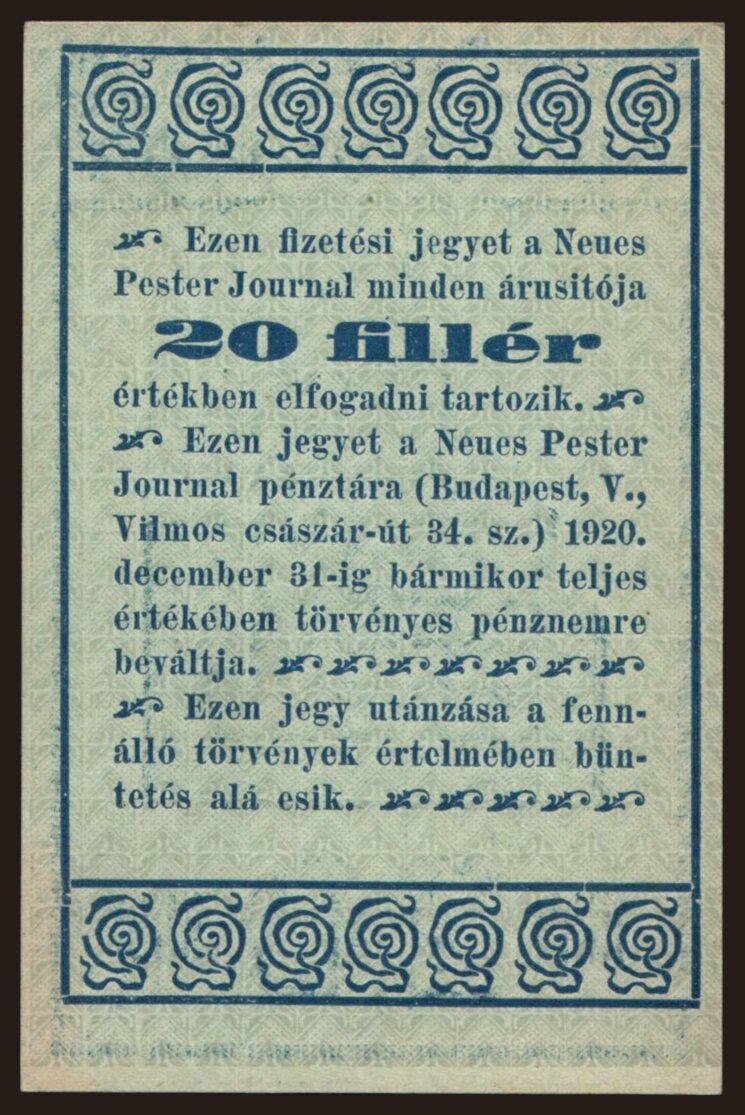 Ezen fizetési jegyet a Neues
Pester Journal minden árusitója
20 fillér
értékben elfogadni tartozik.
Ezen jegyet a Neues Pester
Journal pénztára (Budapest, V.,
Vilmos császár-út 34. sz.) 1920.
december 31-ig bármikor teljes
értékében törvényes pénznemre
beváltja.
Ezen jegy utánzása a fenn-
álló törvények értelmében bün-
tetés alá esik.